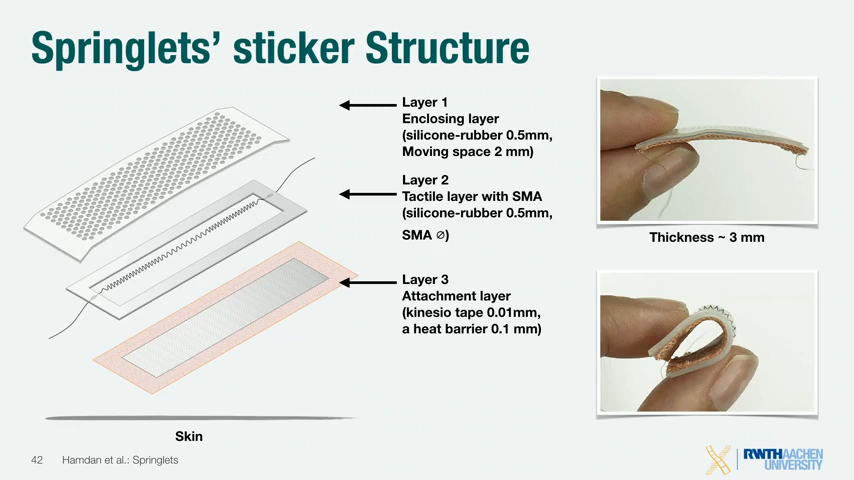 Springlets’ sticker Structure
Layer 1
Enclosing layer
(silicone-rubber 0.5mm,
Moving space 2 mm)
Layer 2
Tactile layer with SMA
(silicone-rubber 0.5mm,
SMA ∅)
Layer 3
Attachment layer
(kinesio tape 0.01mm,
a heat barrier 0.1 mm)
Skin
Thickness ~ 3 mm
42 Hamdan et al.: Springlets
RWTHAACHEN
UNIVERSITY